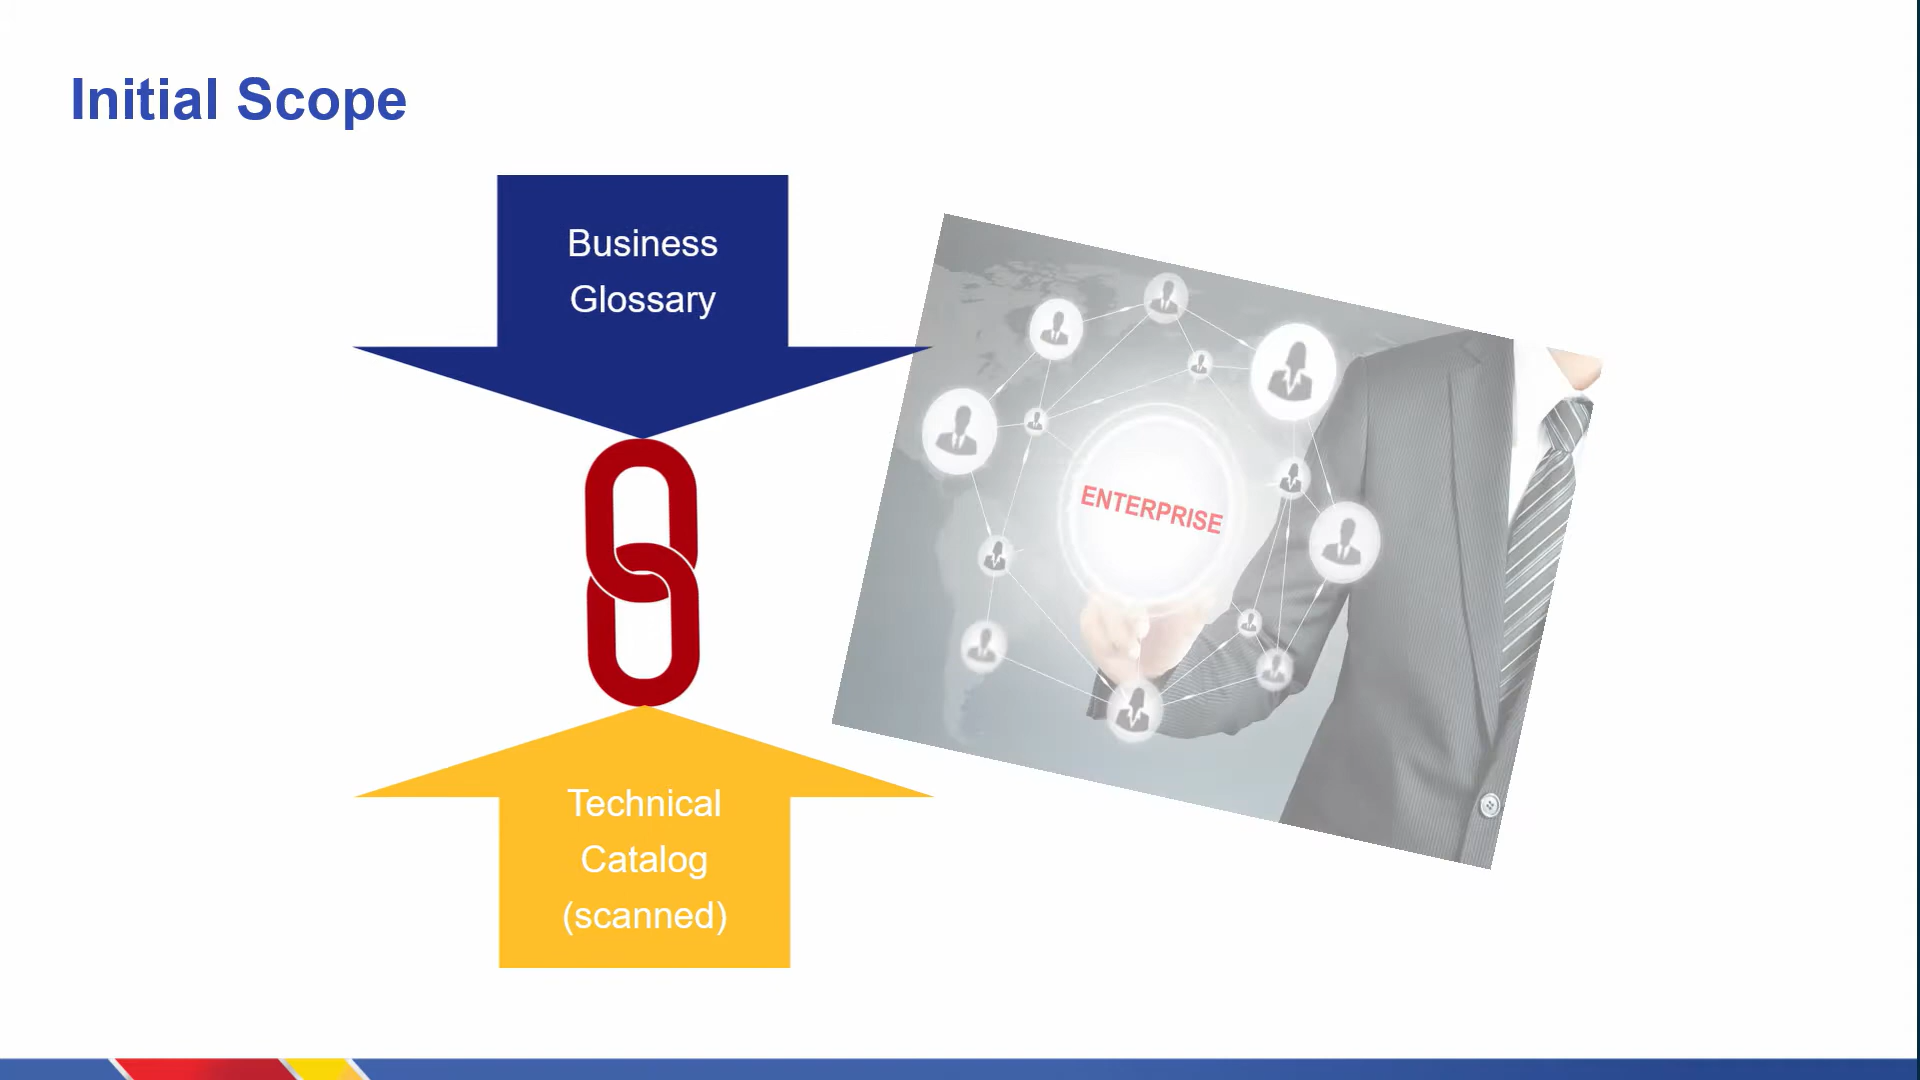 Initial Scope
Business
Glossary
ENTERPRISE
Technical
Catalog
(scanned)